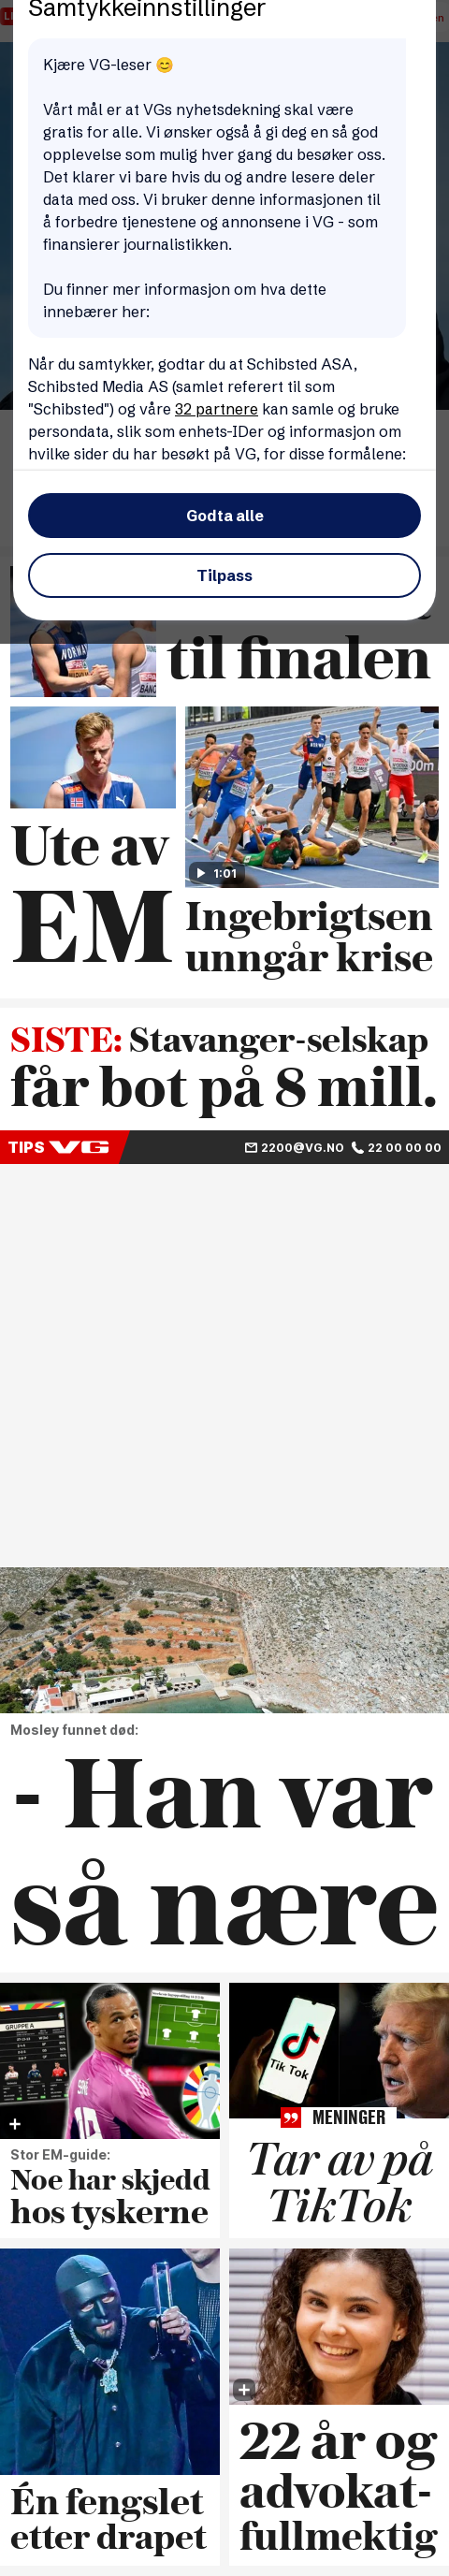 Samtykkeinnstillinger
Kjære VG-leser 😊
Vårt mål er at VGs nyhetsdekning skal være
gratis for alle. Vi ønsker også å gi deg en så god
opplevelse som mulig hver gang du besøker oss.
Det klarer vi bare hvis du og andre lesere deler
data med oss. Vi bruker denne informasjonen til
å forbedre tjenestene og annonsene i VG - som
finansierer journalistikken.
Du finner mer informasjon om hva dette
innebærer her:
Når du samtykker, godtar du at Schibsted ASA,
Schibsted Media AS (samlet referert til som
"Schibsted") og våre 32 partnere kan samle og bruke
persondata, slik som enhets-IDer og informasjon om
hvilke sider du har besøkt på VG, for disse formålene:
Godta alle
Tilpass
til finalen
NORWAY
Ute av
EM
1:01
Ingebrigtsen
unngår krise
SISTE: Stavanger-selskap
får bot på 8 mill.
TIPS VG
2200@VG.NO 22 00 00 00
Mosley funnet død:
- Han var
så nære
GRUPPE A
Stor EM-guide:
Noe har skjedd
hos tyskerne
Tik Tok
MENINGER
Tar av på
TikTok
Én fengslet
etter drapet
22 år og
advokat-
fullmektig